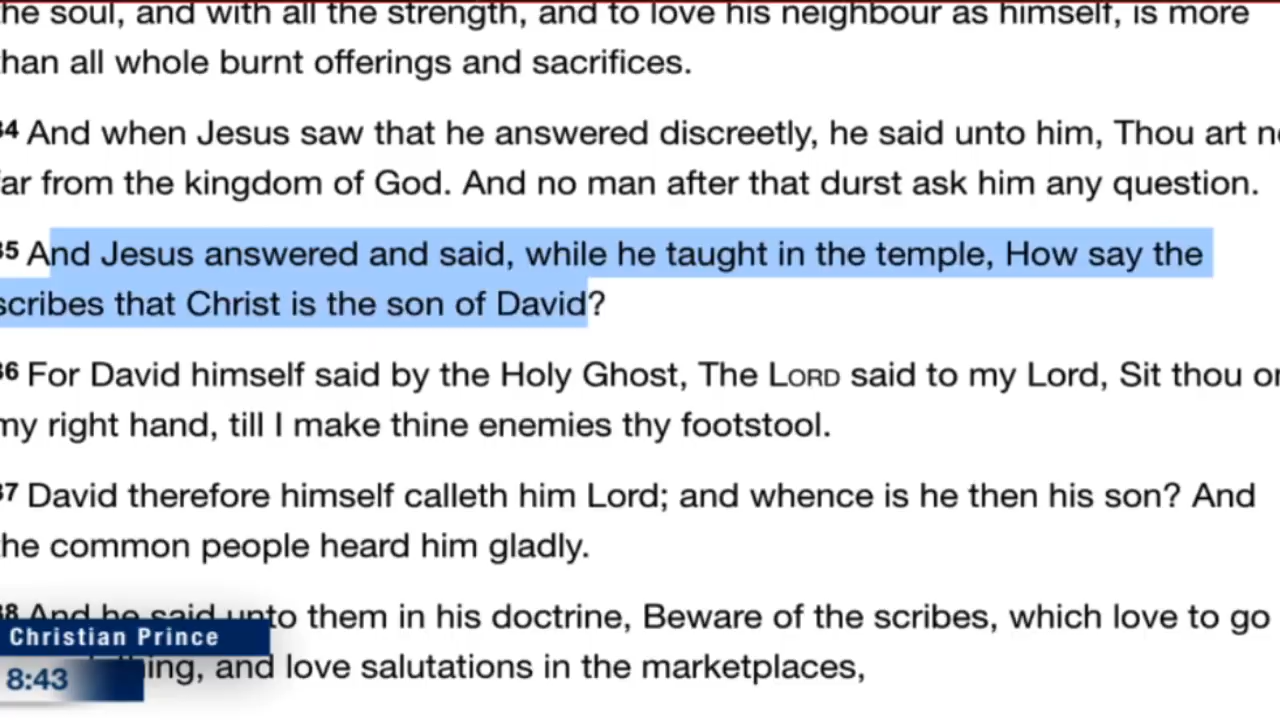 the soul, and with all the strength, and to love his neighbour as himself, is more
than all whole burnt offerings and sacrifices.
34 And when Jesus saw that he answered discreetly, he said unto him, Thou art
far from the kingdom of God. And no man after that durst ask him any question.
35 And Jesus answered and said, while he taught in the temple, How say the
scribes that Christ is the son of David?
36 For David himself said by the Holy Ghost, The LORD said to my Lord, Sit thou on
my right hand, till I make thine enemies thy footstool.
37 David therefore himself calleth him Lord; and whence is he then his son? And
the common people heard him gladly.
38 And he said unto them in his doctrine, Beware of the scribes, which love to go
and love salutations in the marketplaces,
Christian Prince
8:43